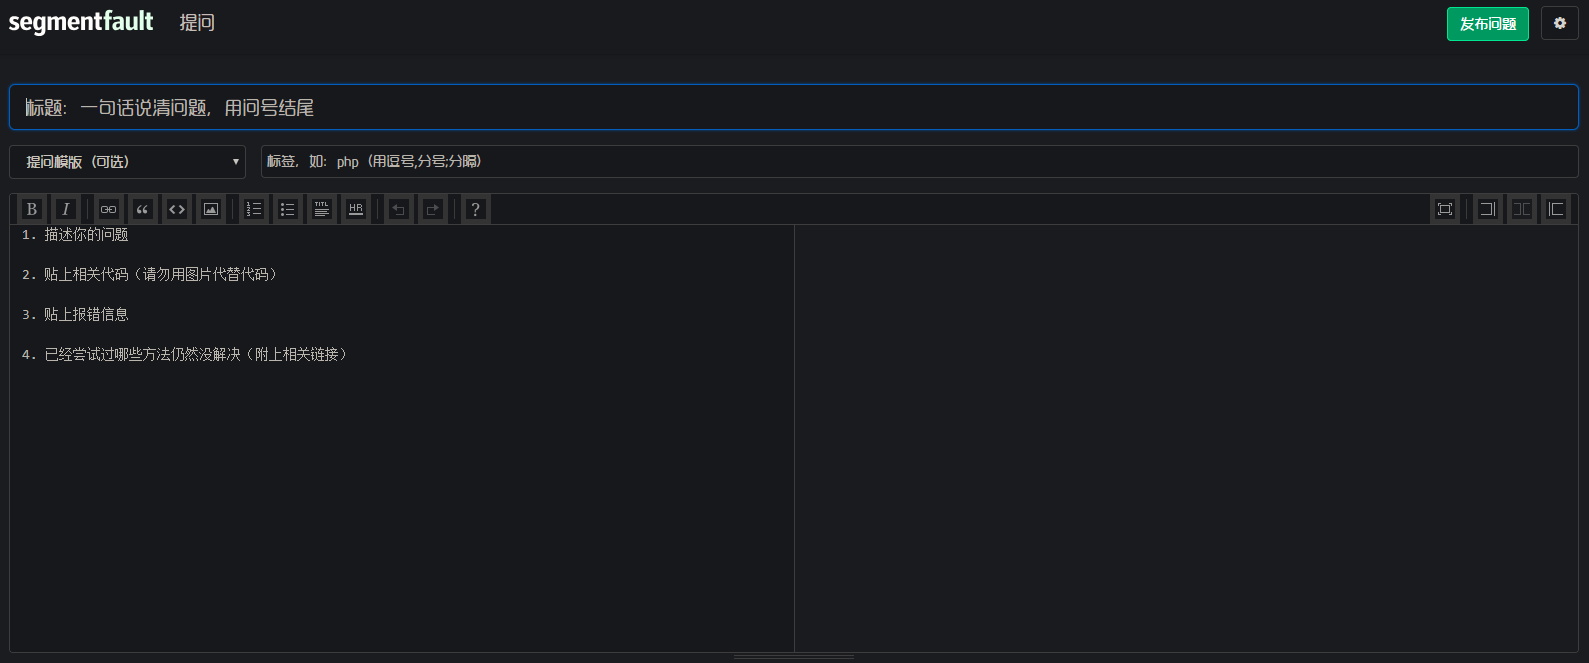 segmentfault 提问 发布问题
标题：一句话说清问题，用问号结尾
提问模版（可选） 标签，如：php（用逗号,分号;分隔）
B I TITL HR ?
1. 描述你的问题
2. 贴上相关代码（请勿用图片代替代码）
3. 贴上报错信息
4. 已经尝试过哪些方法仍然没解决（附上相关链接）